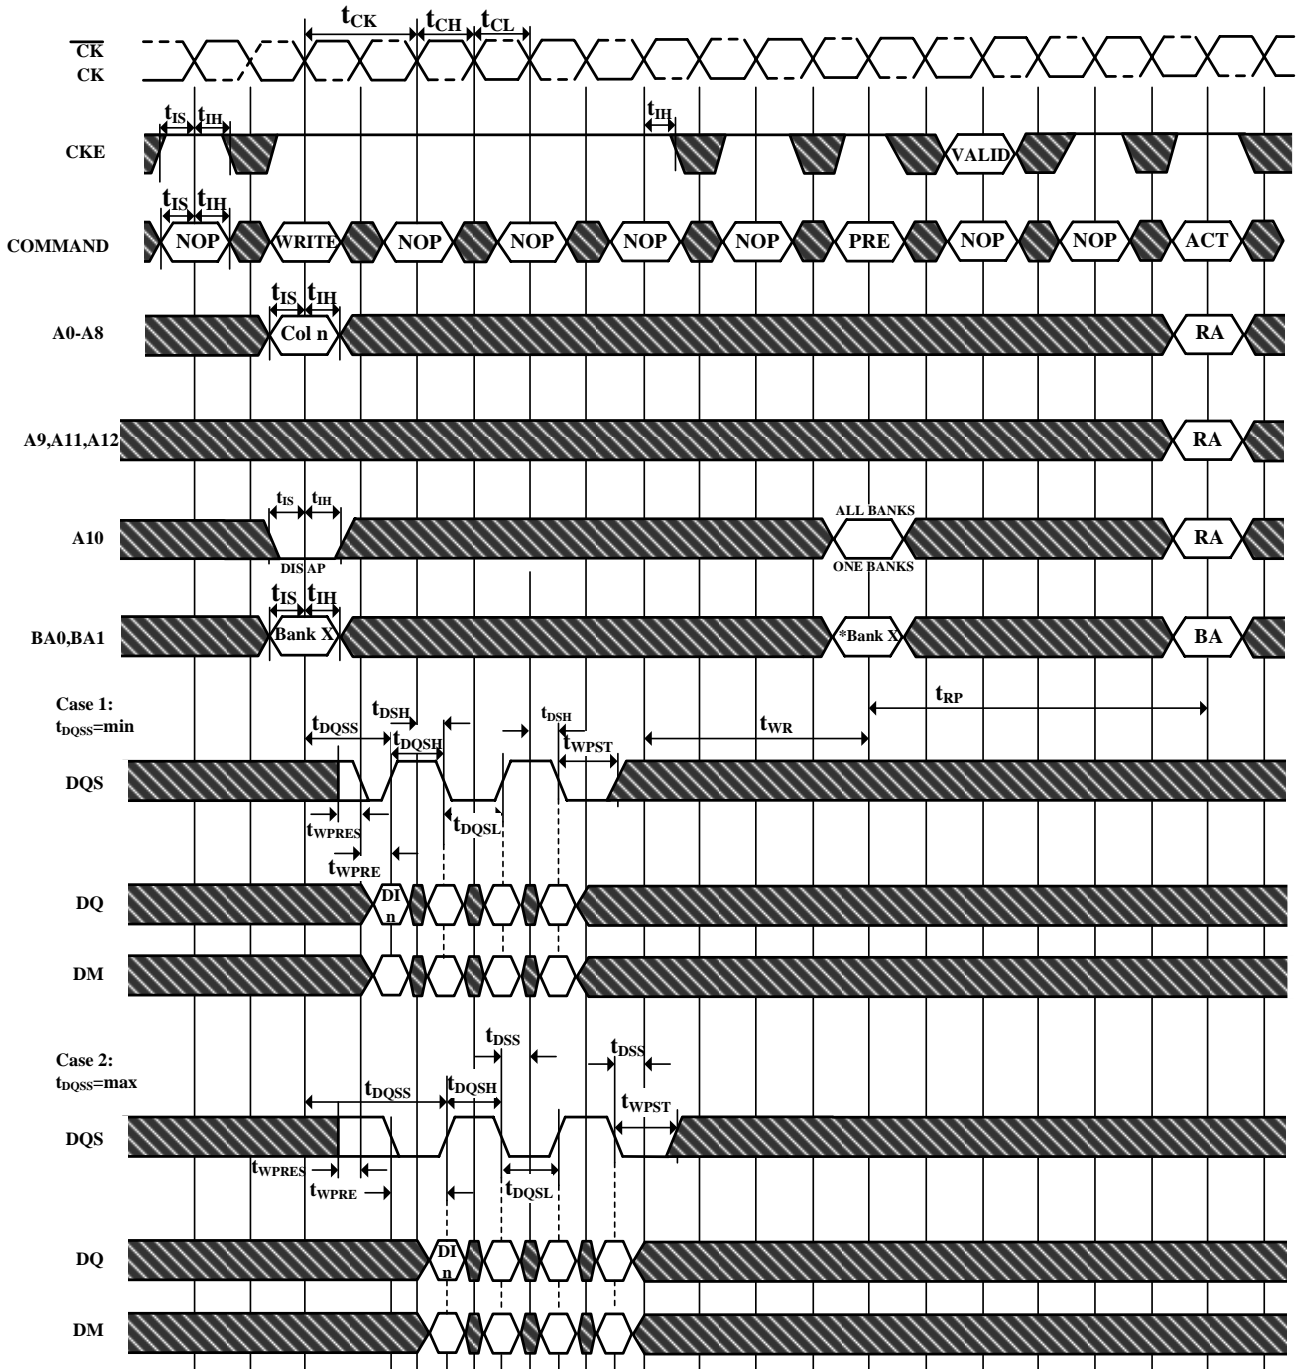 tCK tCH tCL
CK
CK
tIS tIH tIH
CKE VALID
tIS tIH
COMMAND NOP WRITE NOP NOP NOP NOP PRE NOP NOP ACT
tIS tIH
A0-A8 Col n RA
A9,A11,A12 RA
tIS tIH ALL BANKS
A10 RA
DIS AP ONE BANKS
tIS tIH
BA0,BA1 Bank X *Bank X BA
Case 1:
tDQSS=min
tDQSS tDSH tDQSH tDSH tWPST tWR tRP
DQS
tWPRES tDQSL
tWPRE
DQ DI
n
DM
Case 2:
tDQSS=max
tDSS tDSS
tDQSS tDQSH tWPST
DQS
tWPRES tWPRE tDQSL
DQ DI
n
DM